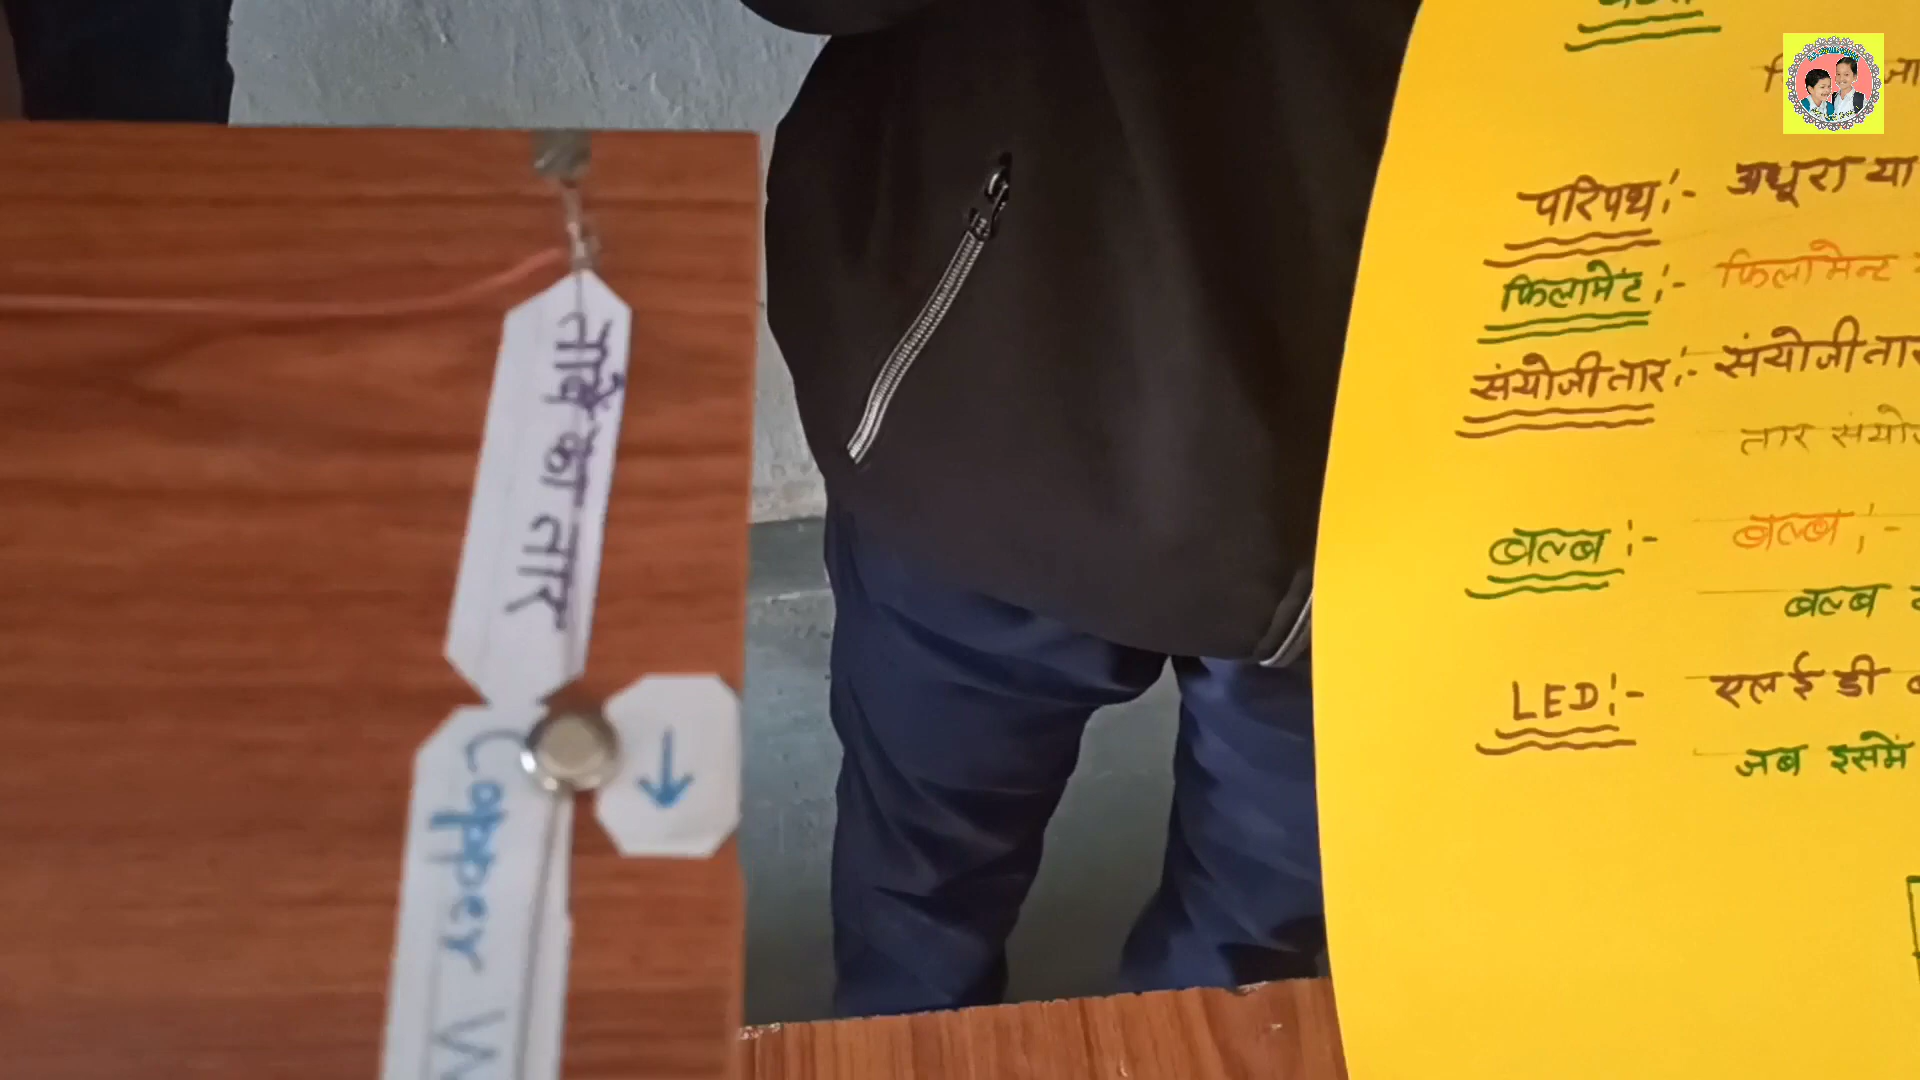 तांबें का तार
Copper W
परिपथ:- अधूरा या
फिलामेंट:- फिलामेन्ट
संयोजी तार:- संयोजी तार
तार संयो
बल्ब:- बल्ब:-
बल्ब
LED:- एल ई डी
जब इसमें